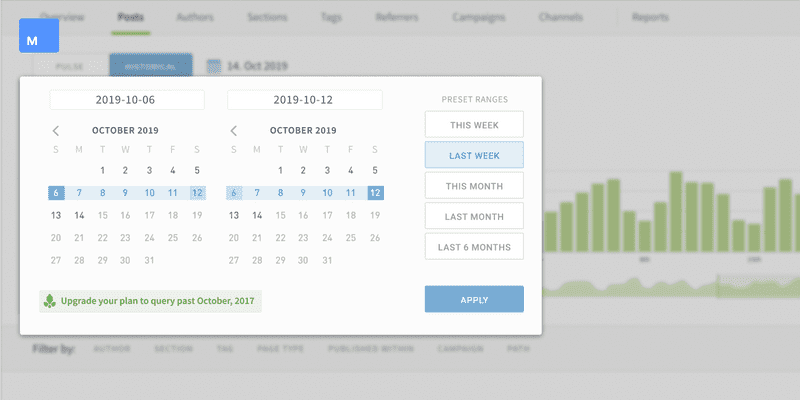 Overview Posts Authors Sections Tags Referrers Campaigns Channels Reports
M
PULSE
14. Oct 2019
2019-10-06 2019-10-12 PRESET RANGES
OCTOBER 2019 OCTOBER 2019 THIS WEEK
S M T W T F S S M T W T F S LAST WEEK
1 2 3 4 5 1 2 3 4 5 THIS MONTH
6 7 8 9 10 11 12 6 7 8 9 10 11 12 LAST MONTH
13 14 15 16 17 18 19 13 14 15 16 17 18 19 LAST 6 MONTHS
20 21 22 23 24 25 26 20 21 22 23 24 25 26
27 28 29 30 31 27 28 29 30 31
Upgrade your plan to query past October, 2017 APPLY
Filter by: AUTHOR SECTION TAG PAGE TYPE PUBLISHED WITHIN CAMPAIGN PATH